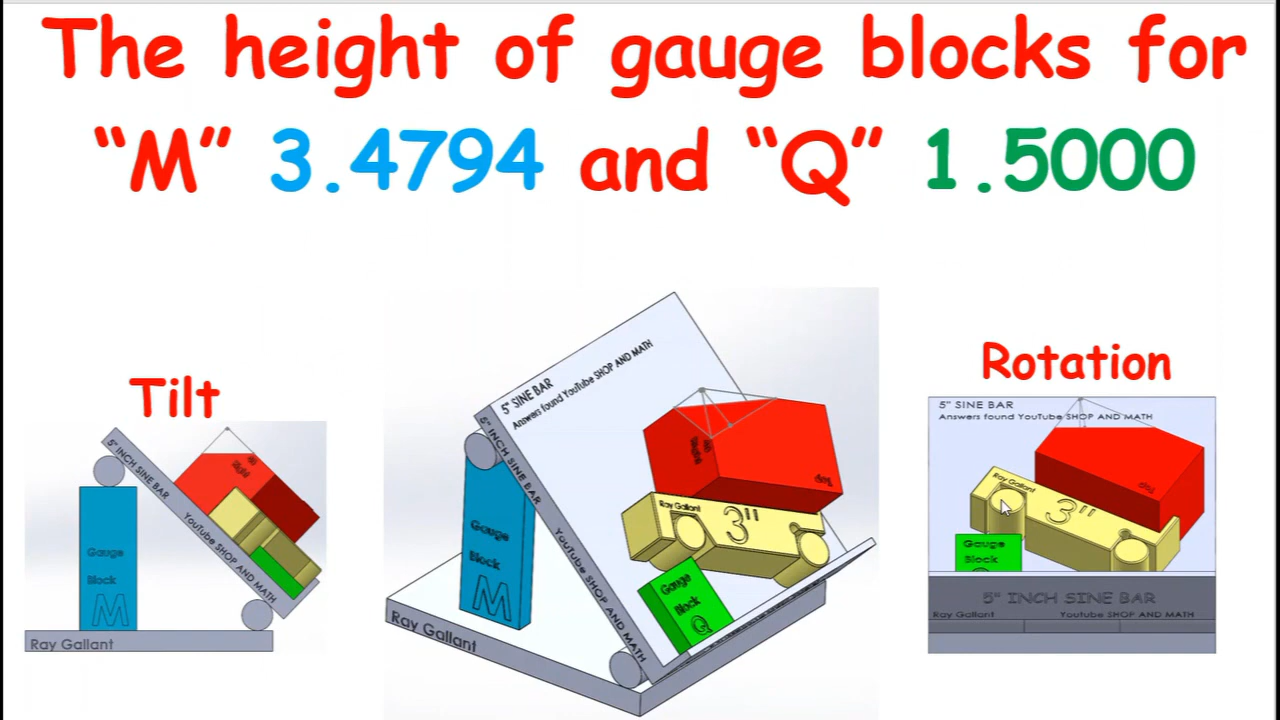 The height of gauge blocks for
“M” 3.4794 and “Q” 1.5000
Tilt
5" INCH SINE BAR
YouTube SHOP AND MATH
Gauge
Block
M
Ray Gallant
5" SINE BAR
Answers found YouTube SHOP AND MATH
5" INCH SINE BAR
YouTube SHOP AND MATH
Gauge
Block
M
Ray Gallant
Ray Gallant
3"
Gauge
Block
Q
Rotation
5" SINE BAR
Answers found YouTube SHOP AND MATH
Ray Gallant
3"
Gauge
Block
5" INCH SINE BAR
Ray Gallant
Youtube SHOP AND MATH